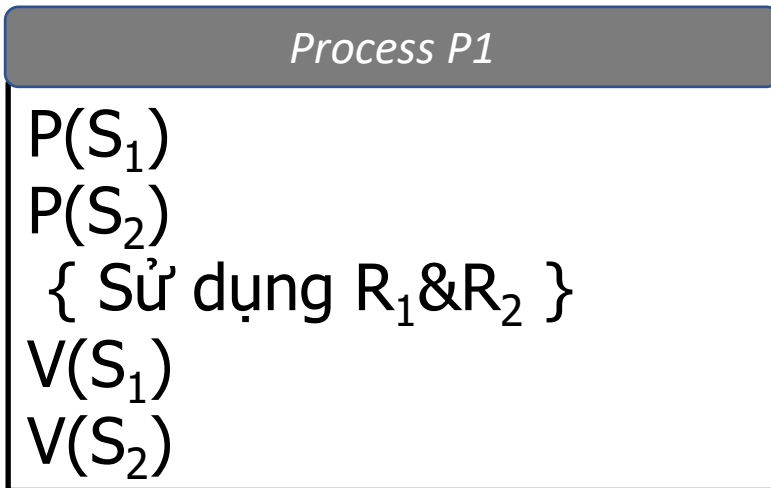 Process P1
P(S₁)
P(S₂)
{ Sử dụng R₁&R₂ }
V(S₁)
V(S₂)